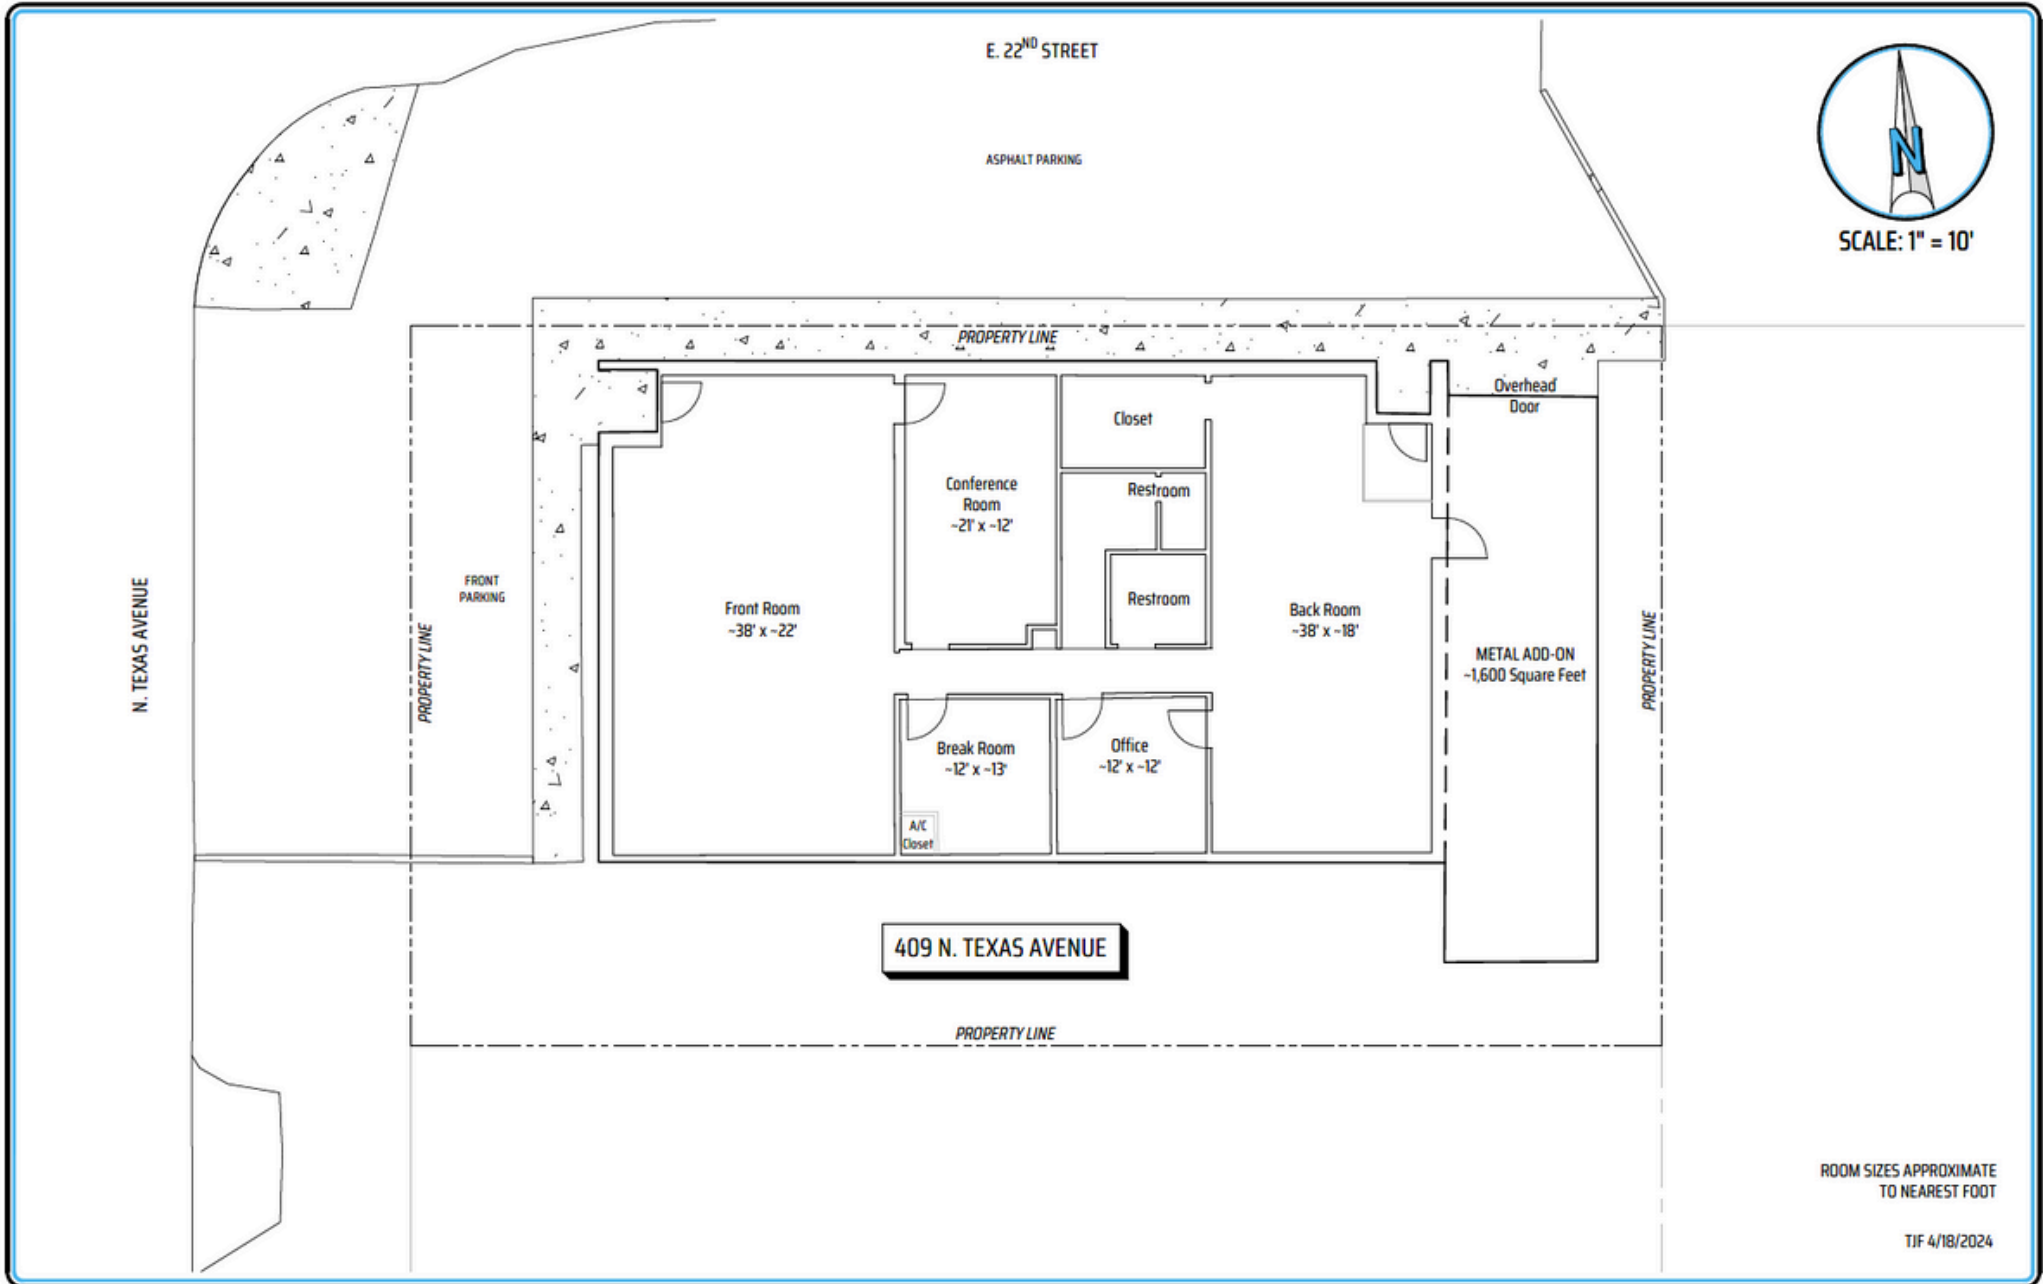 E. 22ND STREET
ASPHALT PARKING
N
SCALE: 1" = 10'
PROPERTY LINE
Overhead
Door
Closet
Conference
Room
~21' x ~12'
Restroom
Restroom
FRONT
PARKING
Front Room
~38' x ~22'
Back Room
~38' x ~18'
N. TEXAS AVENUE
PROPERTY LINE
PROPERTY LINE
METAL ADD-ON
~1,600 Square Feet
Break Room
~12' x ~13'
Office
~12' x ~12'
A/C
Closet
409 N. TEXAS AVENUE
PROPERTY LINE
ROOM SIZES APPROXIMATE
TO NEAREST FOOT
TJF 4/18/2024